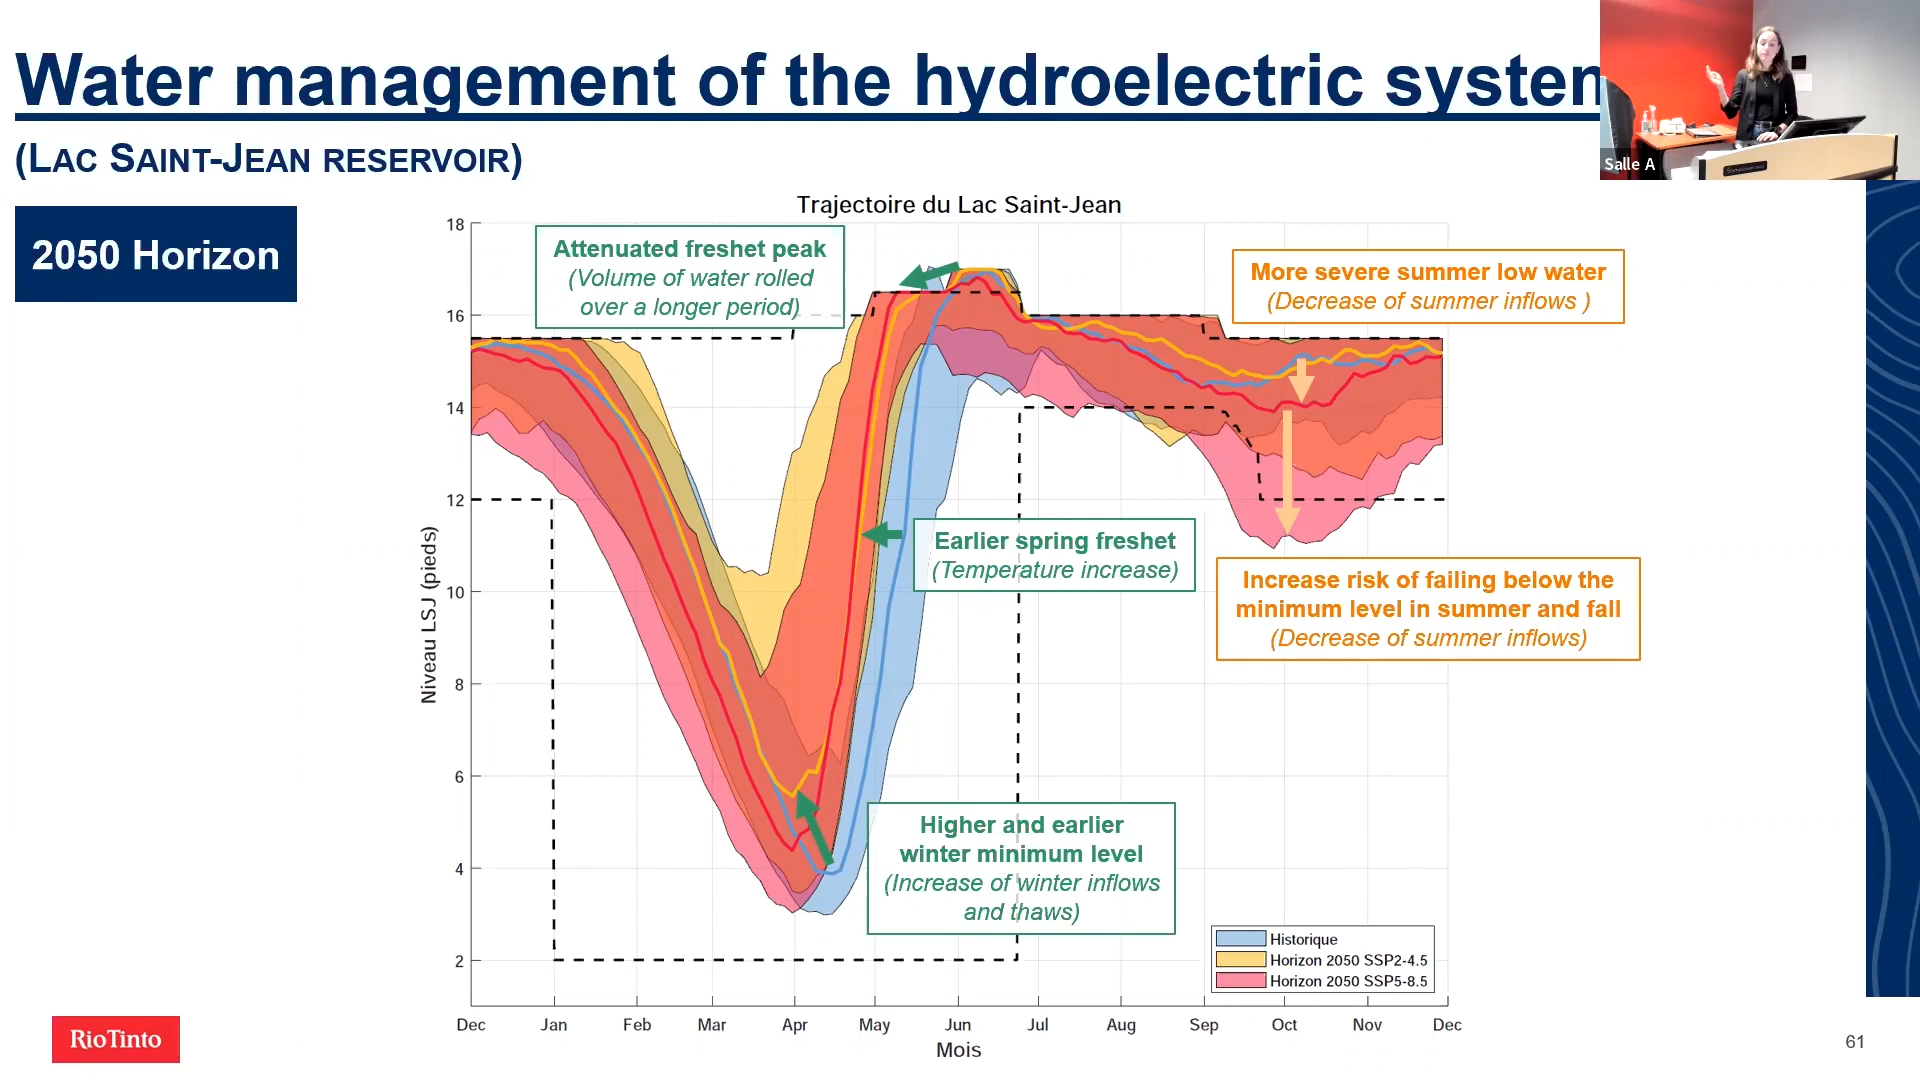 Water management of the hydroelectric system
(LAC SAINT-JEAN RESERVOIR)
Salle A
2050 Horizon
Trajectoire du Lac Saint-Jean
Attenuated freshet peak
(Volume of water rolled
over a longer period)
More severe summer low water
(Decrease of summer inflows )
Earlier spring freshet
(Temperature increase)
Increase risk of failing below the
minimum level in summer and fall
(Decrease of summer inflows)
Higher and earlier
winter minimum level
(Increase of winter inflows
and thaws)
Niveau LSJ (pieds)
18
16
14
12
10
8
6
4
2
Historique
Horizon 2050 SSP2-4.5
Horizon 2050 SSP5-8.5
Dec Jan Feb Mar Apr May Jun Jul Aug Sep Oct Nov Dec
Mois
RioTinto
61